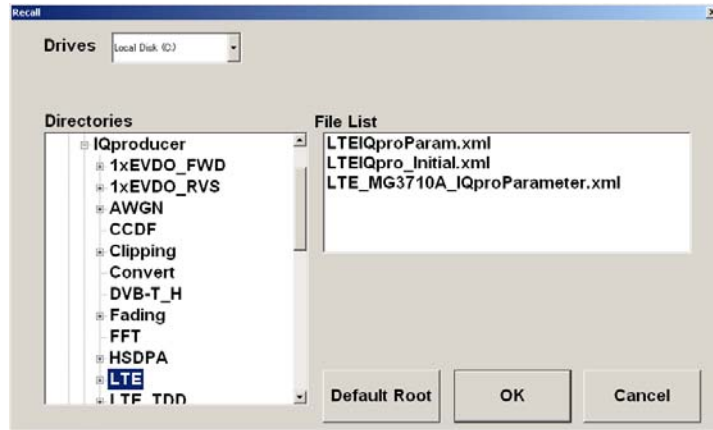 Recall
Drives
Local Disk (C:)
Directories
File List
IQproducer
1xEVDO_FWD
1xEVDO_RVS
AWGN
CCDF
Clipping
Convert
DVB-T_H
Fading
FFT
HSDPA
LTE
LTE_TDD
LTEIQproParam.xml
LTEIQpro_Initial.xml
LTE_MG3710A_IQproParameter.xml
Default Root
OK
Cancel